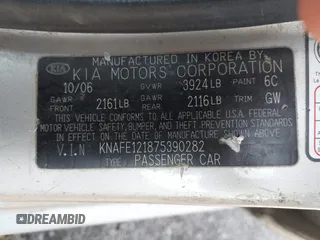 MANUFACTURED IN KOREA BY
KIA KIA MOTORS CORPORATION
10/06 GVWR 3924LB PAINT 6C
GAWR FRONT 2161LB GAWR REAR 2116LB TRIM GW
THIS VEHICLE CONFORMS TO ALL APPLICABLE FEDERAL
MOTOR VEHICLE SAFETY, BUMPER, AND THEFT PREVENTION
STANDARDS IN EFFECT ON THE DATE OF MANUFACTURE SHOWN ABOVE.
V.I.N KNAFE121875390282
TYPE: PASSENGER CAR
DREAMBID